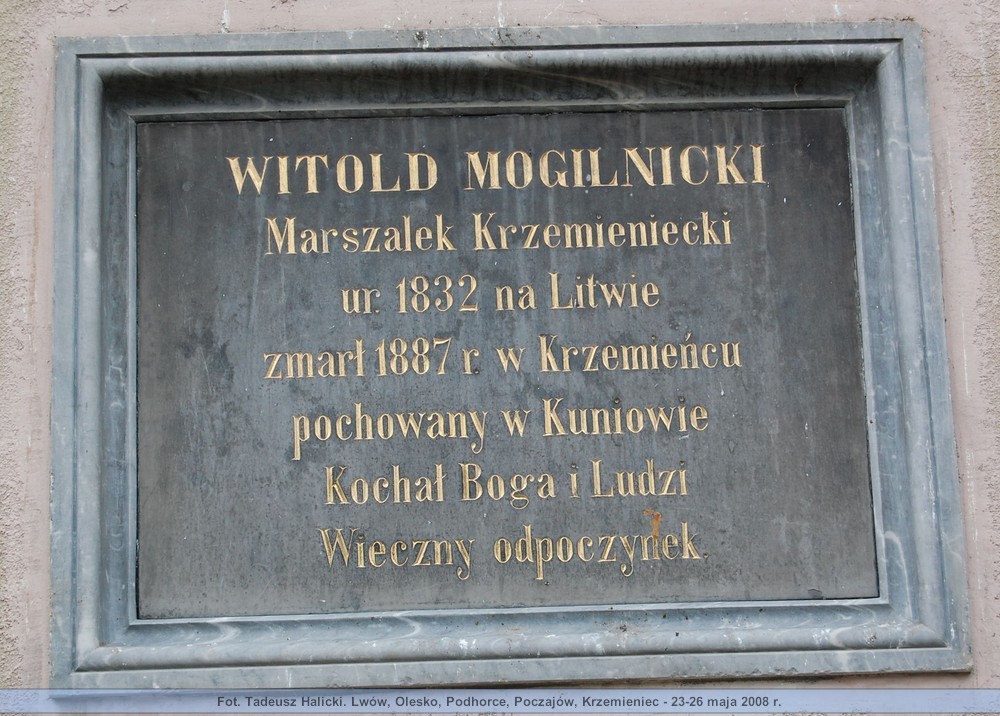 WITOLD MOGILNICKI
Marszalek Krzemieniecki
ur. 1832 na Litwie
zmarł 1887 r. w Krzemieńcu
pochowany w Kuniowie
Kochał Boga i Ludzi
Wieczny odpoczynek.
Fot. Tadeusz Halicki. Lwów, Olesko, Podhorce, Poczajów, Krzemieniec - 23-26 maja 2008 r.